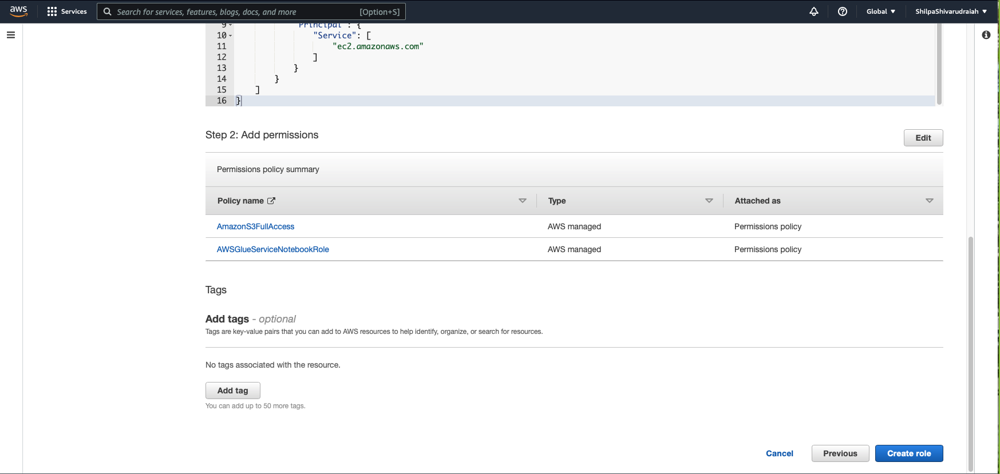 aws Services Search for services, features, blogs, docs, and more [Option+S] Global ShilpaShivarudraiah
9 "Principal": {
10 "Service": [
11 "ec2.amazonaws.com"
12 ]
13 }
14 }
15 ]
16 }
Step 2: Add permissions
Edit
Permissions policy summary
Policy name Type Attached as
AmazonS3FullAccess AWS managed Permissions policy
AWSGlueServiceNotebookRole AWS managed Permissions policy
Tags
Add tags - optional
Tags are key-value pairs that you can add to AWS resources to help identify, organize, or search for resources.
No tags associated with the resource.
Add tag
You can add up to 50 more tags.
Cancel Previous Create role